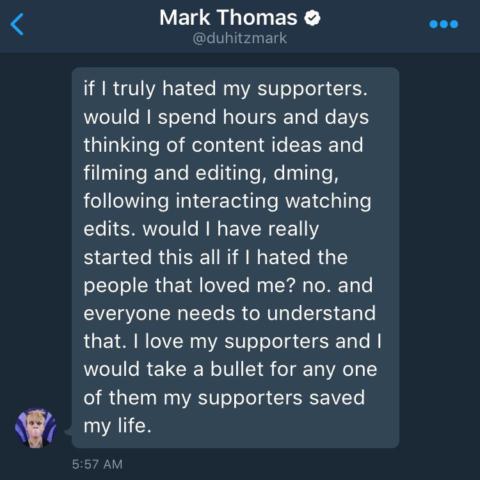 Mark Thomas
@duhitzmark
if I truly hated my supporters.
would I spend hours and days
thinking of content ideas and
filming and editing, dming,
following interacting watching
edits. would I have really
started this all if I hated the
people that loved me? no. and
everyone needs to understand
that. I love my supporters and I
would take a bullet for any one
of them my supporters saved
my life.
5:57 AM